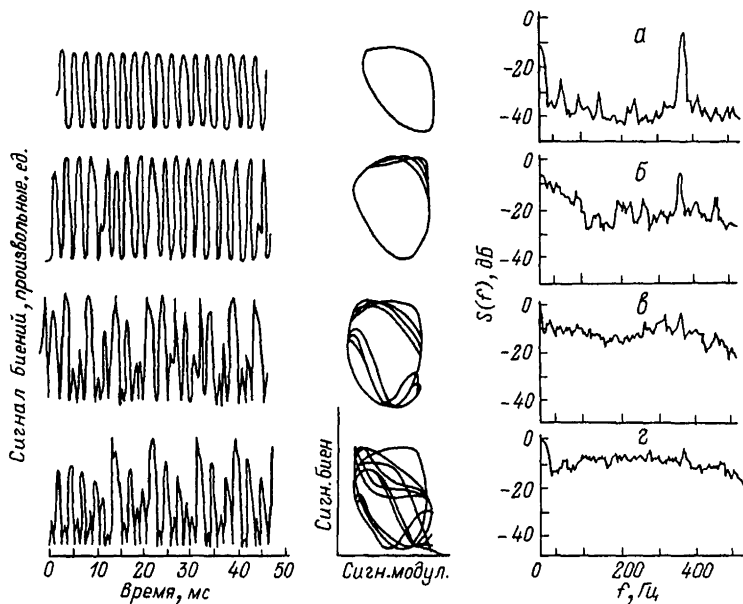 Сигнал биений, произвольные. ед.
0 10 20 30 40 50
Время, мс
Сигн. биен
Сигн. модул.
S(f), дБ
а
0
-20
-40
б
0
-20
-40
в
0
-20
-40
г
0
-20
-40
0 200 400
f, Гц